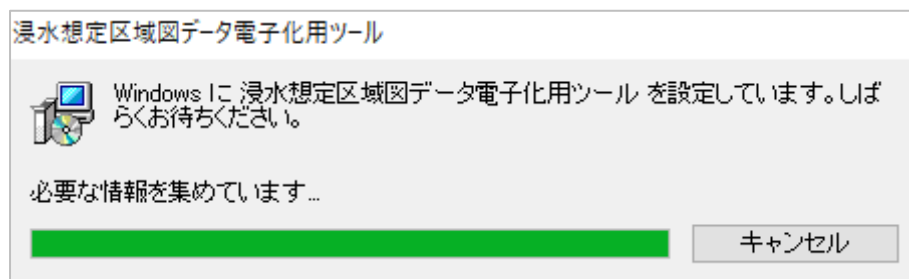 浸水想定区域図データ電子化用ツール
Windows に 浸水想定区域図データ電子化用ツール を設定しています。しば
らくお待ちください。
必要な情報を集めています...
キャンセル